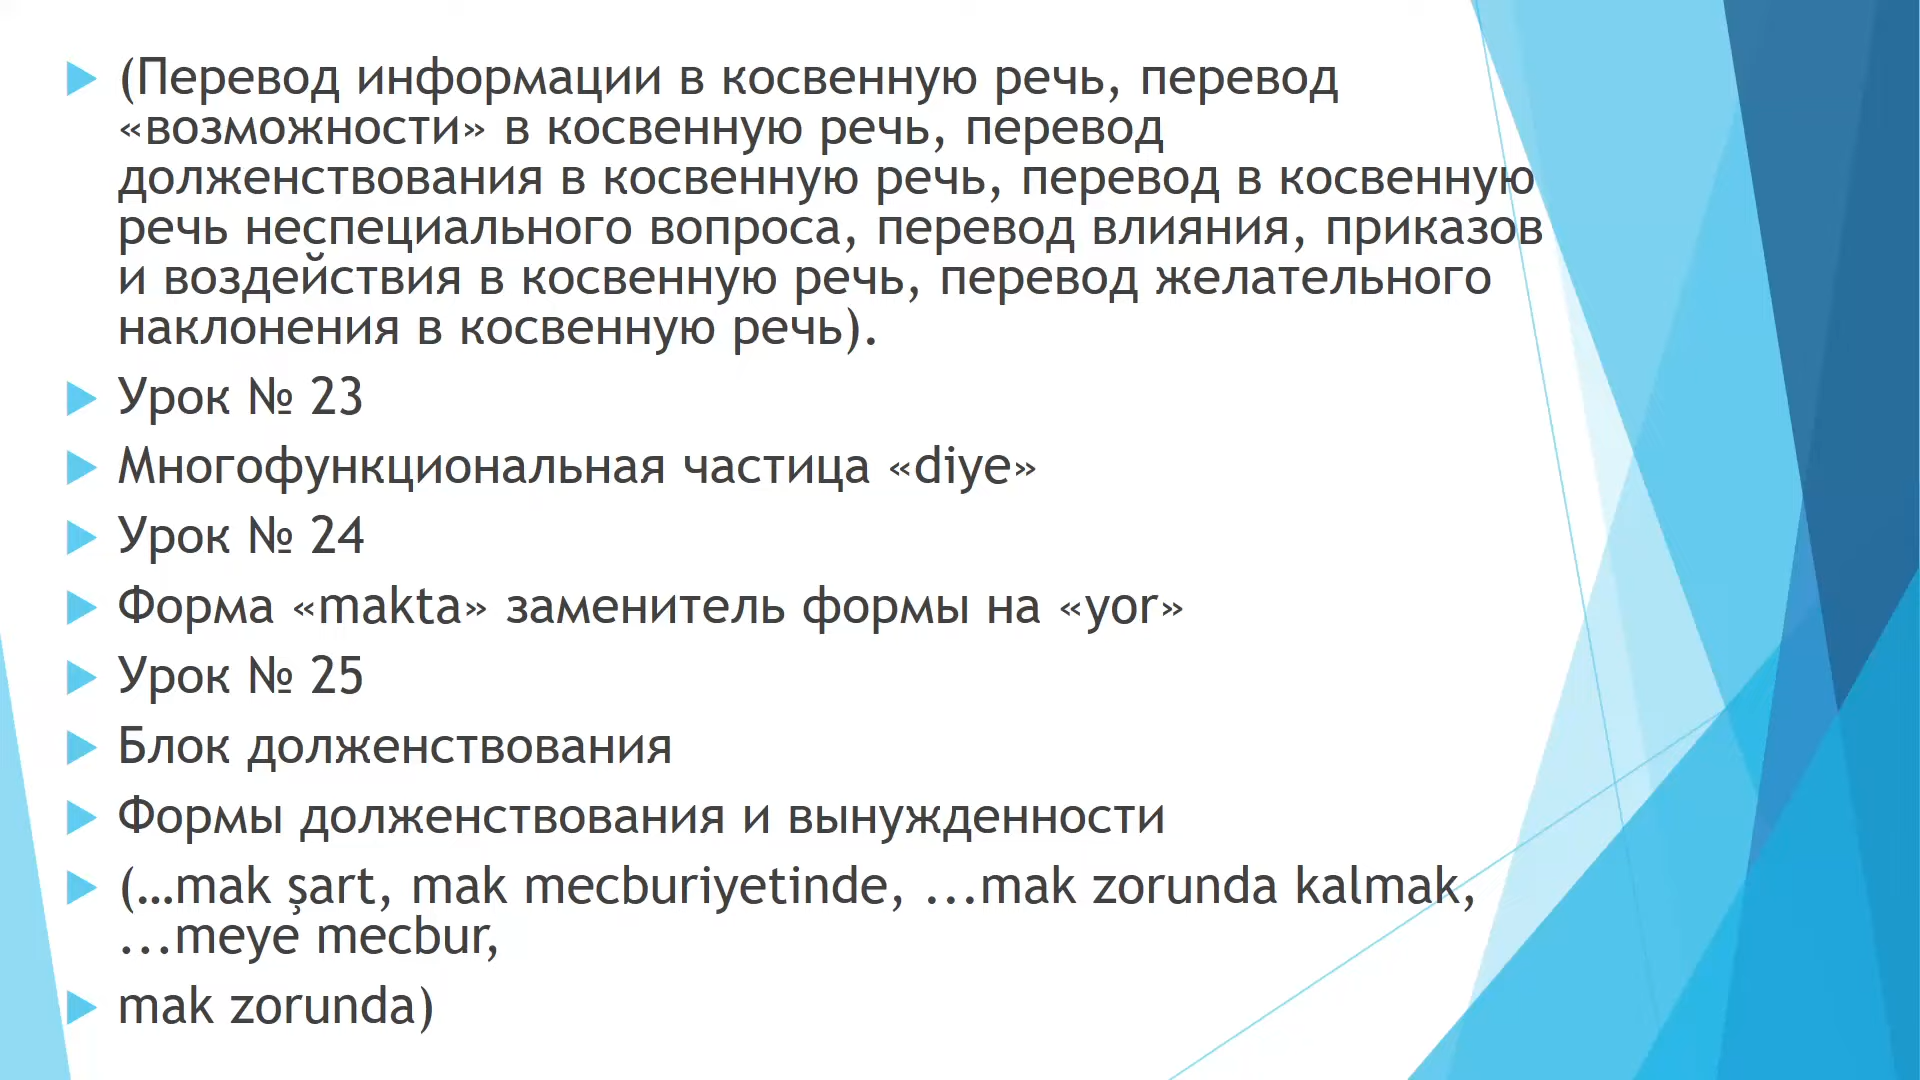 (Перевод информации в косвенную речь, перевод
«возможности» в косвенную речь, перевод
долженствования в косвенную речь, перевод в косвенную
речь неспециального вопроса, перевод влияния, приказов
и воздействия в косвенную речь, перевод желательного
наклонения в косвенную речь).
Урок № 23
Многофункциональная частица «diye»
Урок № 24
Форма «makta» заменитель формы на «yor»
Урок № 25
Блок долженствования
Формы долженствования и вынужденности
(…mak şart, mak mecburiyetinde, ...mak zorunda kalmak,
...meye mecbur,
mak zorunda)